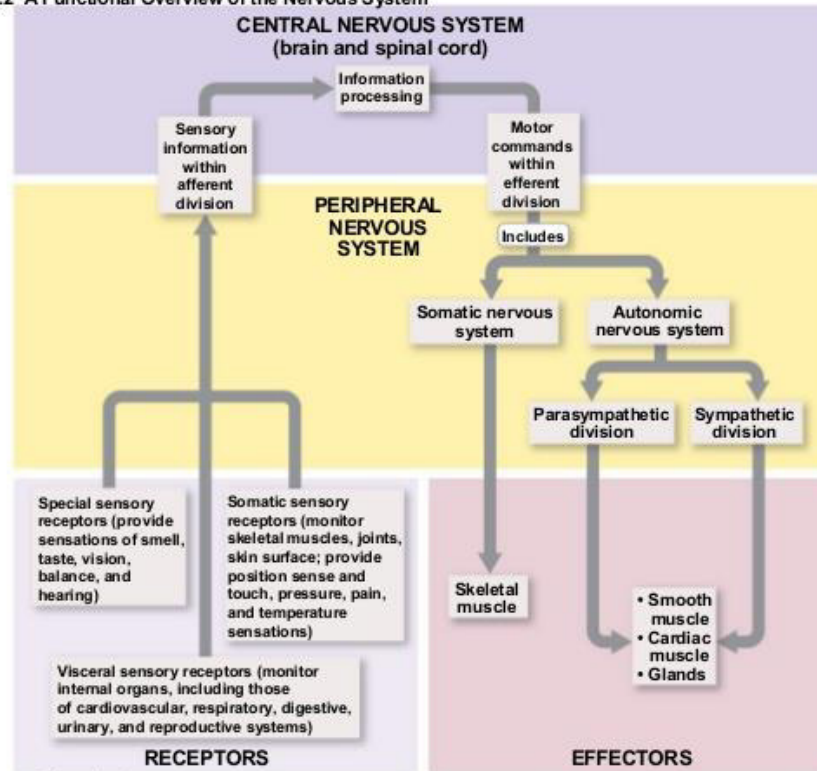 .2 A Functional Overview of the Nervous System
CENTRAL NERVOUS SYSTEM
(brain and spinal cord)
Information
processing
Sensory
information
within
afferent
division
Motor
commands
within
efferent
division
PERIPHERAL
NERVOUS
SYSTEM
Includes
Somatic nervous
system
Autonomic
nervous system
Parasympathetic
division
Sympathetic
division
Special sensory
receptors (provide
sensations of smell,
taste, vision,
balance, and
hearing)
Somatic sensory
receptors (monitor
skeletal muscles, joints,
skin surface; provide
position sense and
touch, pressure, pain,
and temperature
sensations)
Skeletal
muscle
• Smooth
muscle
• Cardiac
muscle
• Glands
Visceral sensory receptors (monitor
internal organs, including those
of cardiovascular, respiratory, digestive,
urinary, and reproductive systems)
RECEPTORS
EFFECTORS